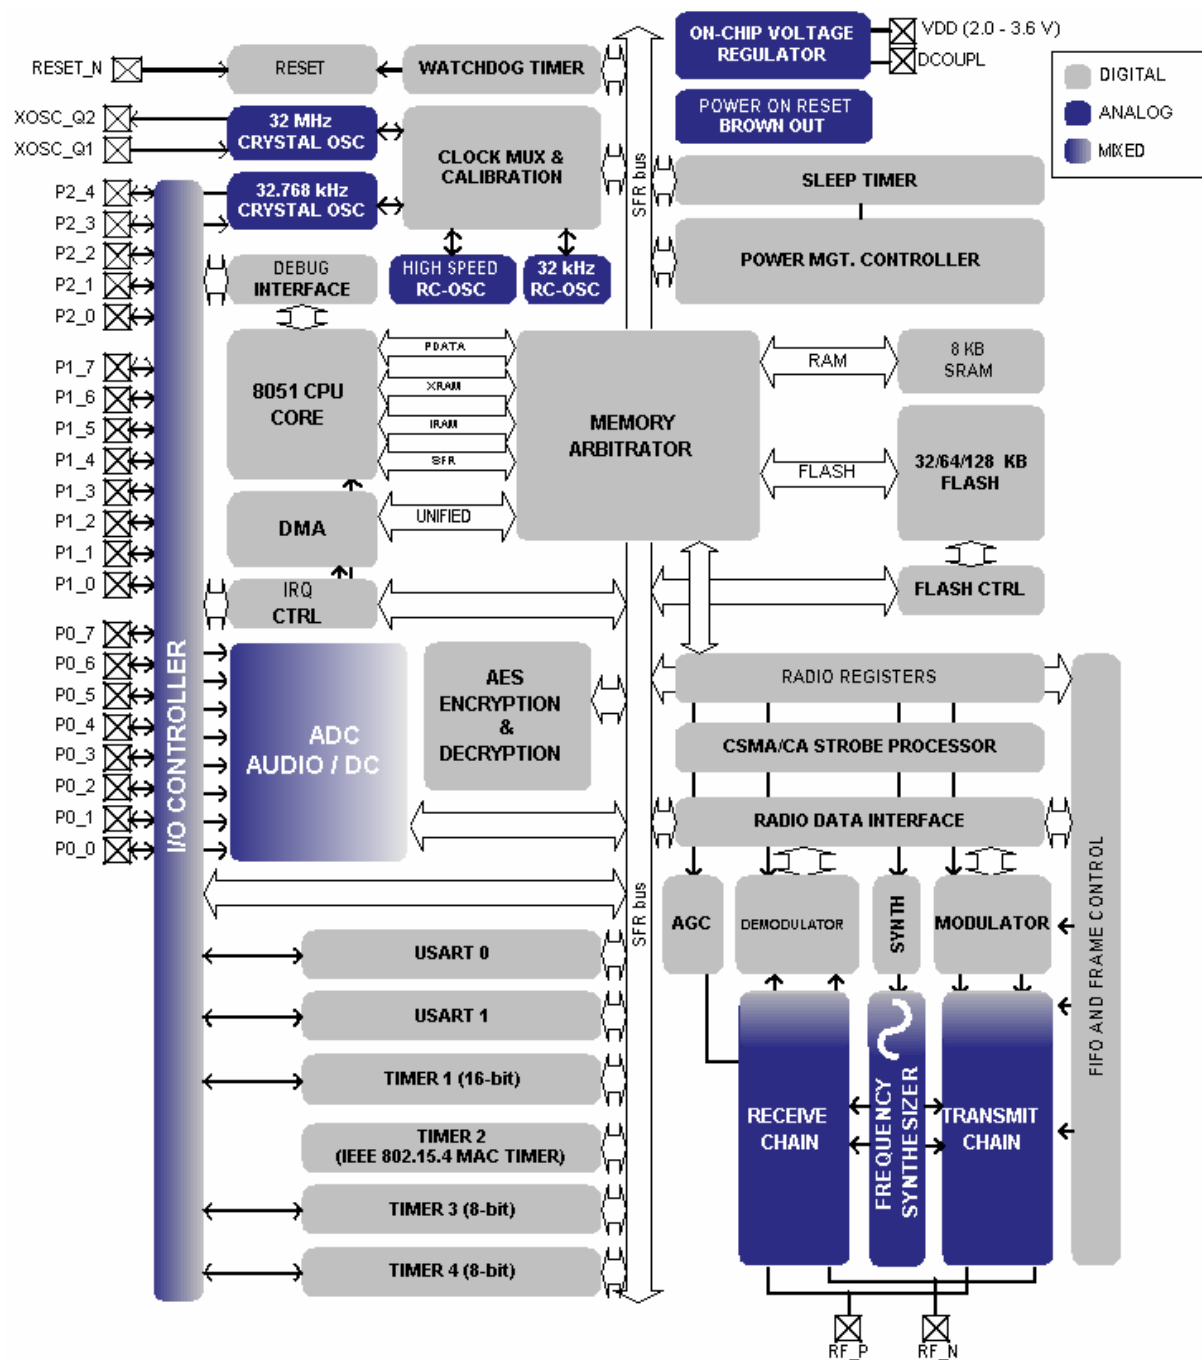 RESET_N
XOSC_Q2
XOSC_Q1
P2_4
P2_3
P2_2
P2_1
P2_0
P1_7
P1_6
P1_5
P1_4
P1_3
P1_2
P1_1
P1_0
P0_7
P0_6
P0_5
P0_4
P0_3
P0_2
P0_1
P0_0
I/O CONTROLLER
RESET
WATCHDOG TIMER
32 MHz
CRYSTAL OSC
32.768 kHz
CRYSTAL OSC
CLOCK MUX &
CALIBRATION
DEBUG
INTERFACE
HIGH SPEED
RC-OSC
32 kHz
RC-OSC
8051 CPU
CORE
PDATA
XRAM
IRAM
SFR
DMA
UNIFIED
IRQ
CTRL
MEMORY
ARBITRATOR
ADC
AUDIO / DC
AES
ENCRYPTION
&
DECRYPTION
USART 0
USART 1
TIMER 1 (16-bit)
TIMER 2
(IEEE 802.15.4 MAC TIMER)
TIMER 3 (8-bit)
TIMER 4 (8-bit)
SFR bus
SFR bus
ON-CHIP VOLTAGE
REGULATOR
VDD (2.0 - 3.6 V)
DCOUPL
POWER ON RESET
BROWN OUT
DIGITAL
ANALOG
MIXED
SLEEP TIMER
POWER MGT. CONTROLLER
RAM
8 KB
SRAM
FLASH
32/64/128 KB
FLASH
FLASH CTRL
RADIO REGISTERS
CSMA/CA STROBE PROCESSOR
RADIO DATA INTERFACE
AGC
DEMODULATOR
SYNTH
MODULATOR
RECEIVE
CHAIN
FREQUENCY
SYNTHESIZER
TRANSMIT
CHAIN
FIFO AND FRAME CONTROL
RF_P
RF_N